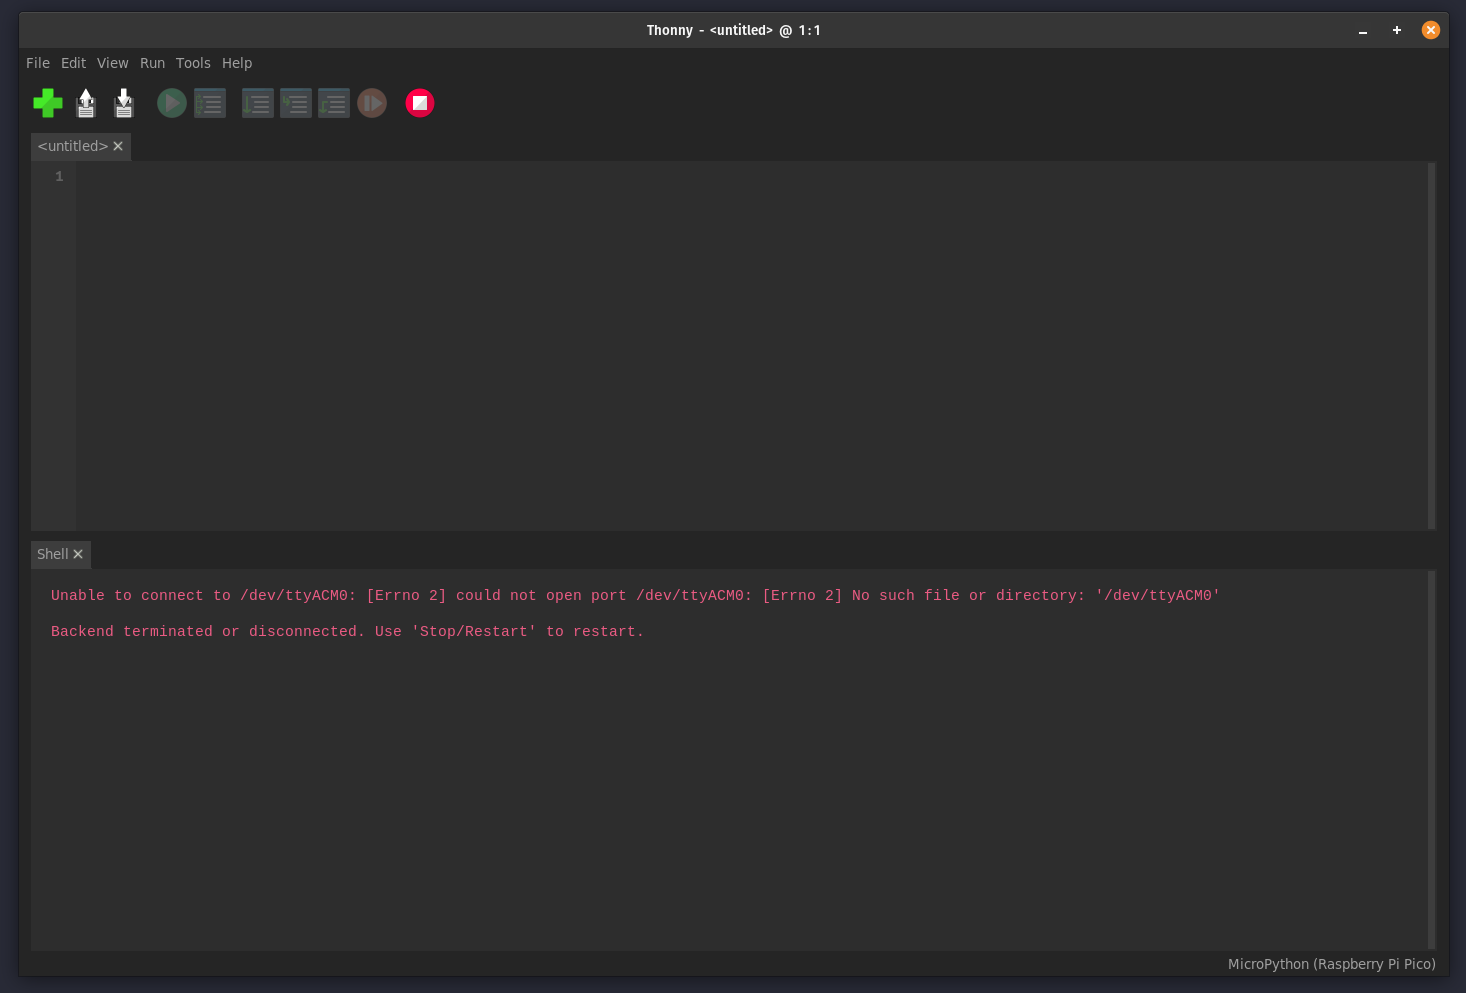 Thonny - <untitled> @ 1:1
File Edit View Run Tools Help
<untitled>
1
Shell
Unable to connect to /dev/ttyACM0: [Errno 2] could not open port /dev/ttyACM0: [Errno 2] No such file or directory: '/dev/ttyACM0'
Backend terminated or disconnected. Use 'Stop/Restart' to restart.
MicroPython (Raspberry Pi Pico)